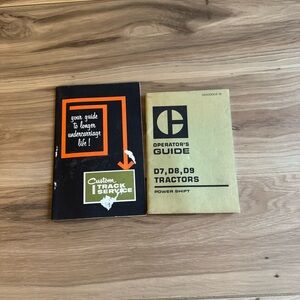 your guide
to longer
undercarriage
life!
Custom
TRACK
SERVICE
OPERATOR'S
GUIDE
D7, D8, D9
TRACTORS
POWER SHIFT